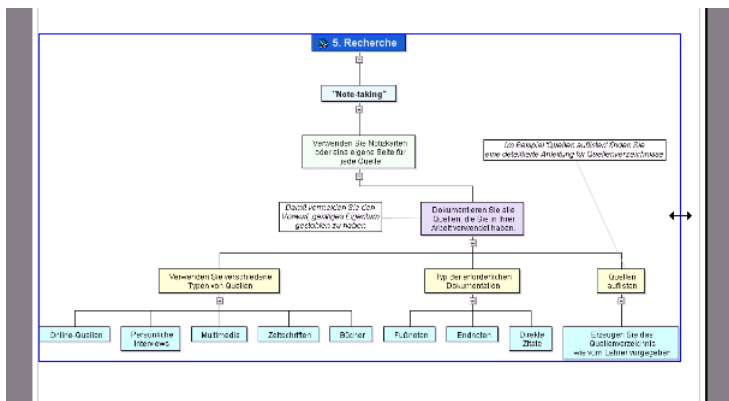 5. Recherche
"Note-taking"
Verwenden Sie Notizkarten
oder eine eigene Seite für
jede Quelle
Im Beispiel 'Quellen auflisten' finden Sie
eine detaillierte Anleitung für Quellenverzeichnisse
Damit vermeiden Sie den
Vorwurf, geistiges Eigentum
gestohlen zu haben
Dokumentieren Sie alle
Quellen, die Sie in Ihrer
Arbeit verwendet haben.
Verwenden Sie verschiedene
Typen von Quellen
Typ der erforderlichen
Dokumentation
Quellen
auflisten
Online-Quellen
Persönliche
Interviews
Multimedia
Zeitschriften
Bücher
Fußnoten
Endnoten
Direkte
Zitate
Erzeugen Sie das
Quellenverzeichnis
wie vom Lehrer vorgegeben